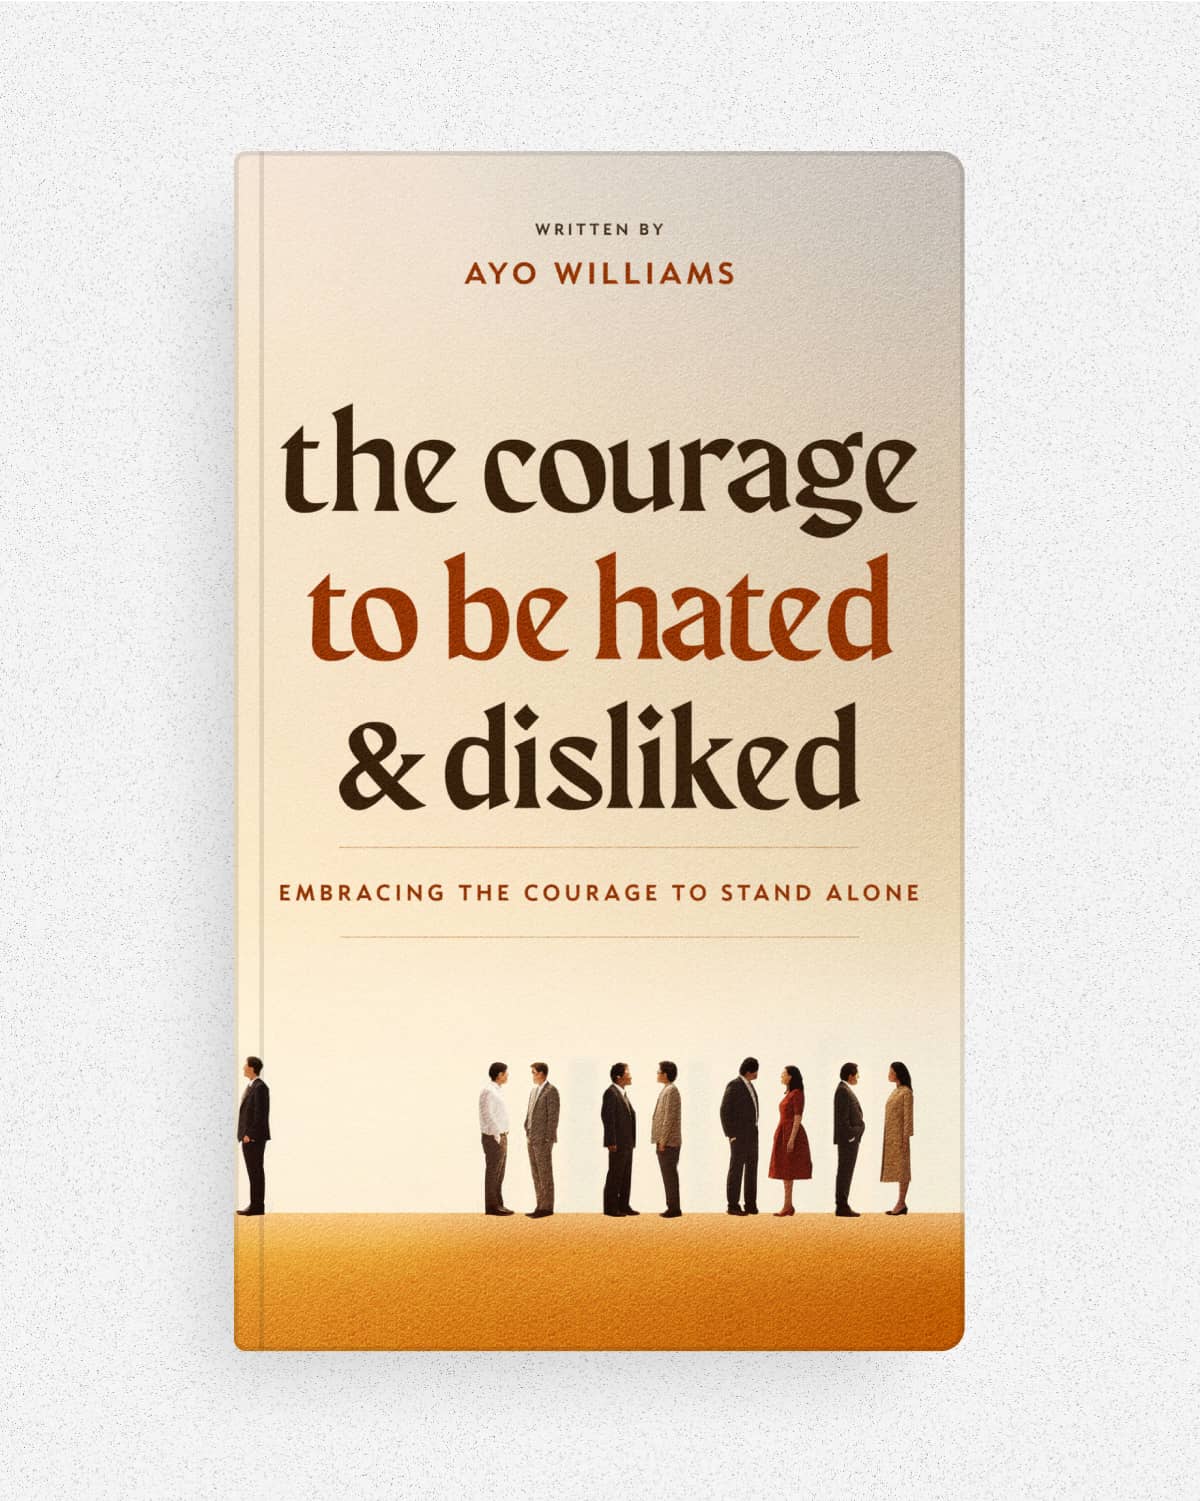 WRITTEN BY
AYO WILLIAMS
the courage
to be hated
& disliked
EMBRACING THE COURAGE TO STAND ALONE